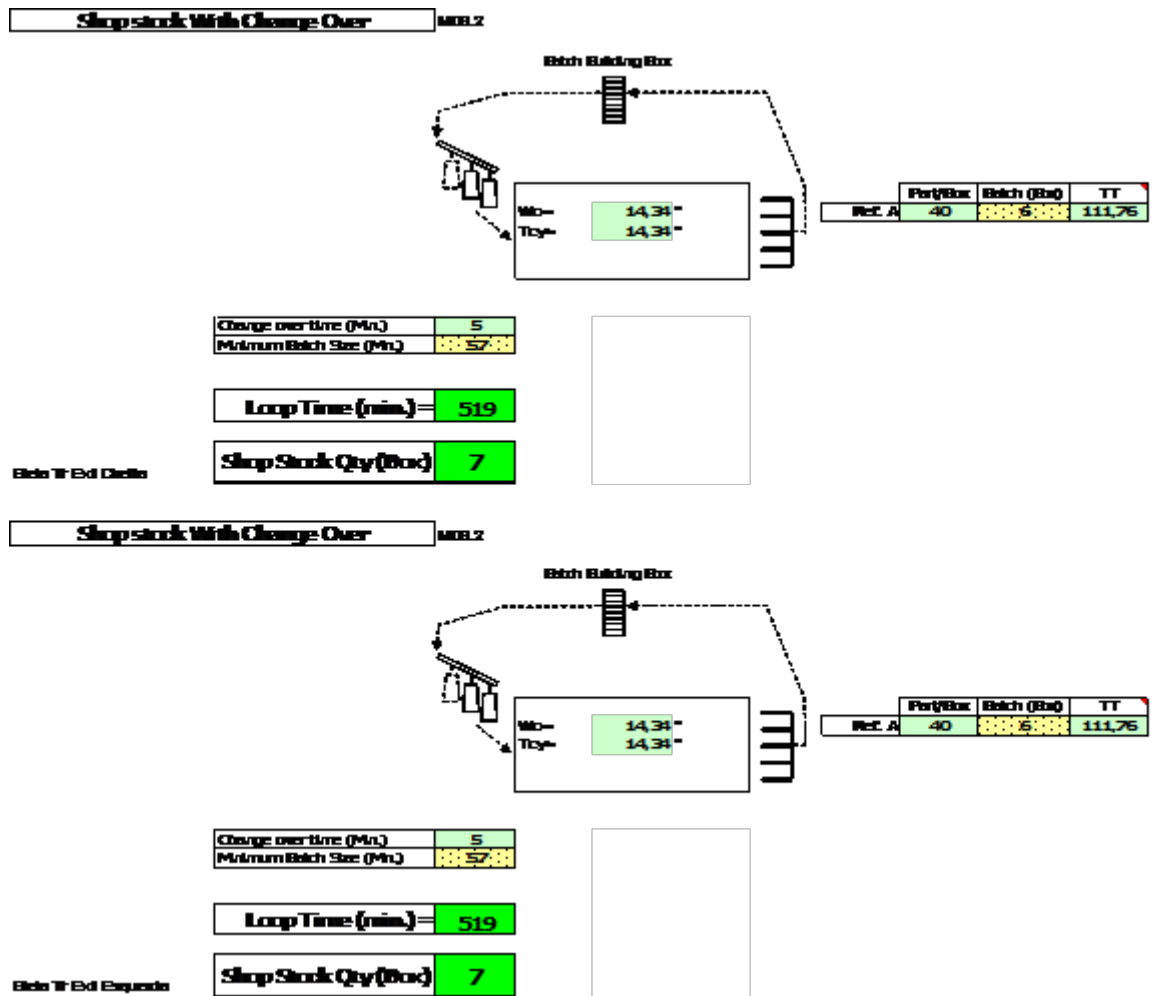 Shop stock With Change Over
Batch Building Box
Part/Box Batch (Box) TT
Ref. A 40 6 111,76
Wo= 14,34 "
Tcy= 14,34 "
Change over time (Min.) 5
Minimum Batch Size (Min.) 57
Loop Time (min.)= 519
Shop Stock Qty (Box) 7
Shop stock With Change Over
Batch Building Box
Part/Box Batch (Box) TT
Ref. A 40 6 111,76
Wo= 14,34 "
Tcy= 14,34 "
Change over time (Min.) 5
Minimum Batch Size (Min.) 57
Loop Time (min.)= 519
Shop Stock Qty (Box) 7